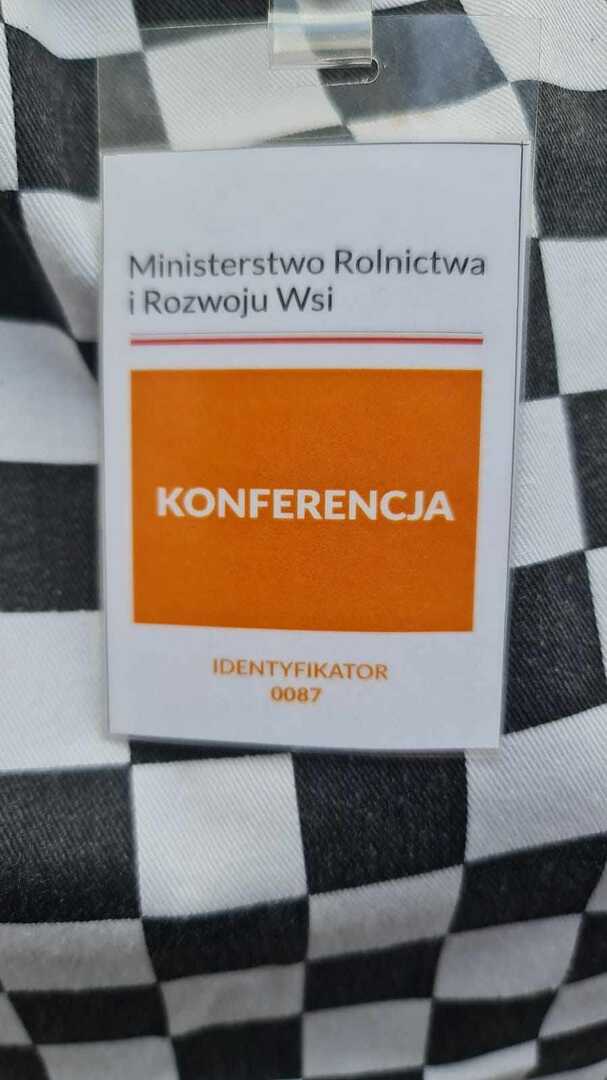 Ministerstwo Rolnictwa
i Rozwoju Wsi
KONFERENCJA
IDENTYFIKATOR
0087